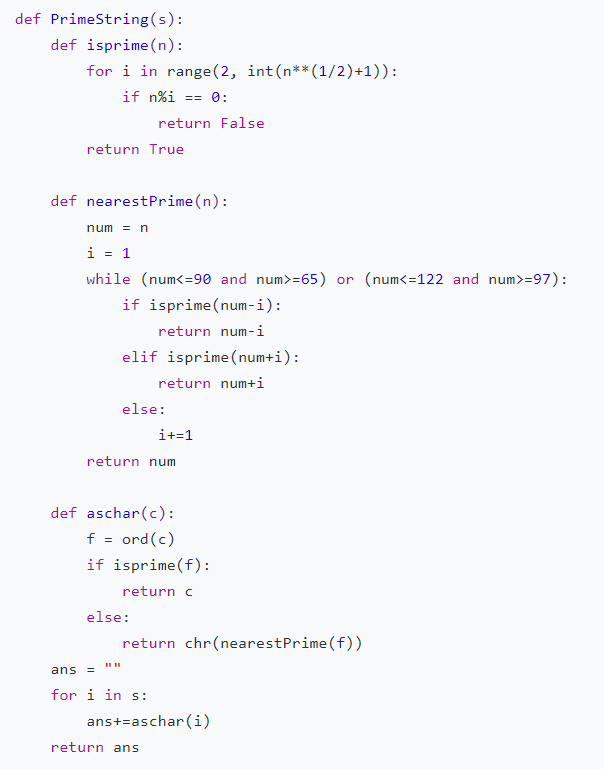 def PrimeString(s):
    def isprime(n):
        for i in range(2, int(n**(1/2)+1)):
            if n%i == 0:
                return False
        return True

    def nearestPrime(n):
        num = n
        i = 1
        while (num<=90 and num>=65) or (num<=122 and num>=97):
            if isprime(num-i):
                return num-i
            elif isprime(num+i):
                return num+i
            else:
                i+=1
        return num

    def aschar(c):
        f = ord(c)
        if isprime(f):
            return c
        else:
            return chr(nearestPrime(f))
    ans = ""
    for i in s:
        ans+=aschar(i)
    return ans